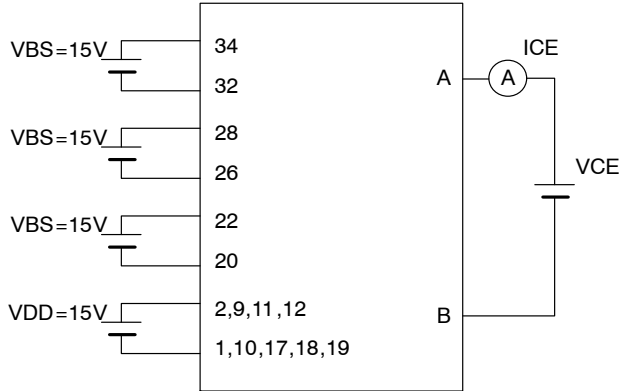 ICE
VBS=15V
34
32
A
A
VBS=15V
28
26
VCE
VBS=15V
22
20
VDD=15V
2,9,11,12
B
1,10,17,18,19